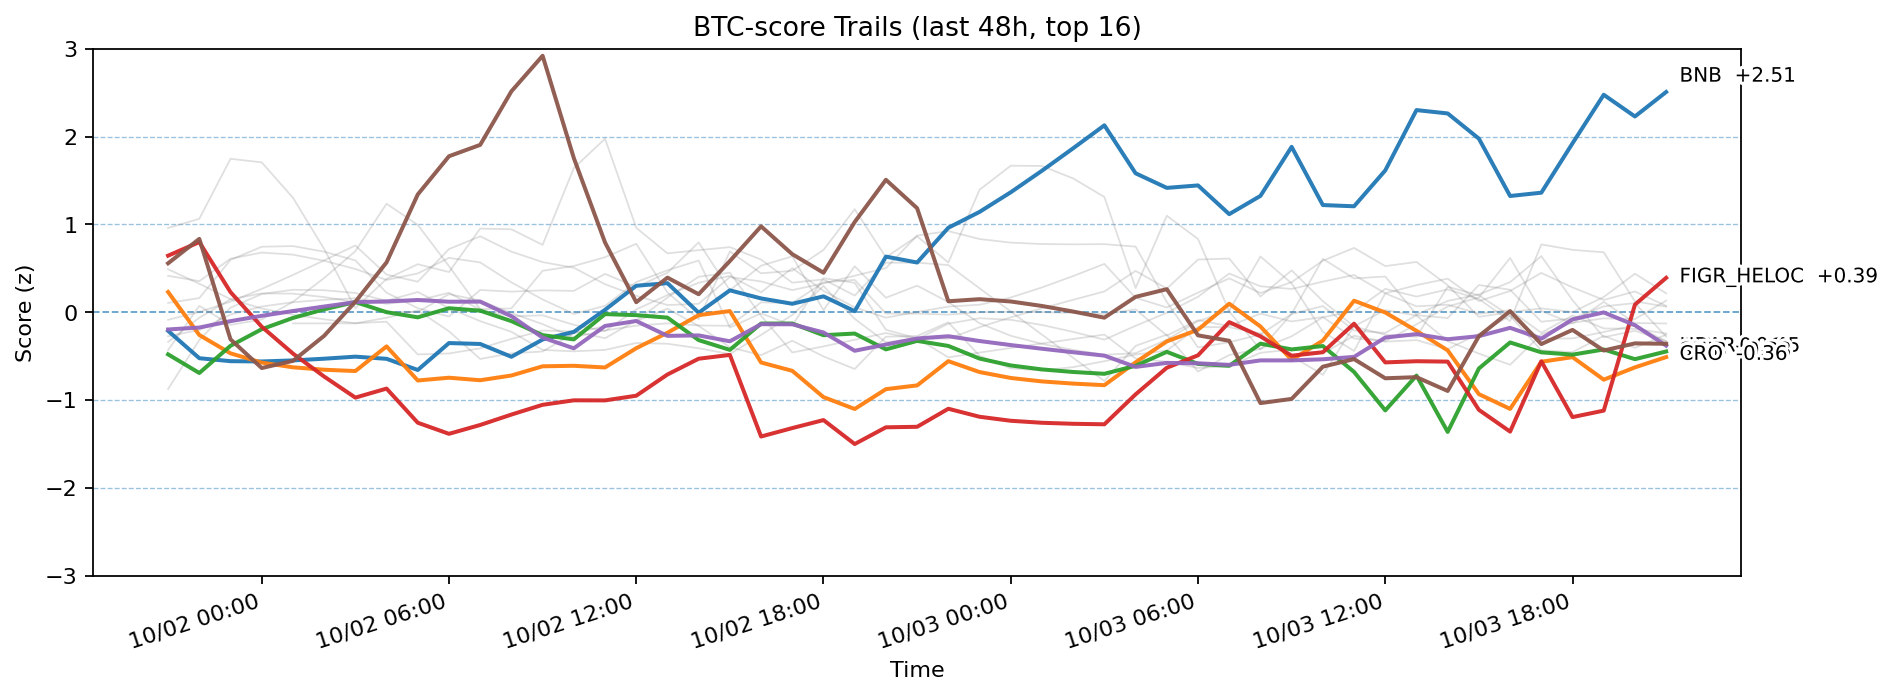 BTC-score Trails (last 48h, top 16)
3
2
1
0
−1
−2
−3
Score (z)
BNB +2.51
FIGR_HELOC +0.39
CRO -0.36
10/02 00:00
10/02 06:00
10/02 12:00
10/02 18:00
10/03 00:00
10/03 06:00
10/03 12:00
10/03 18:00
Time